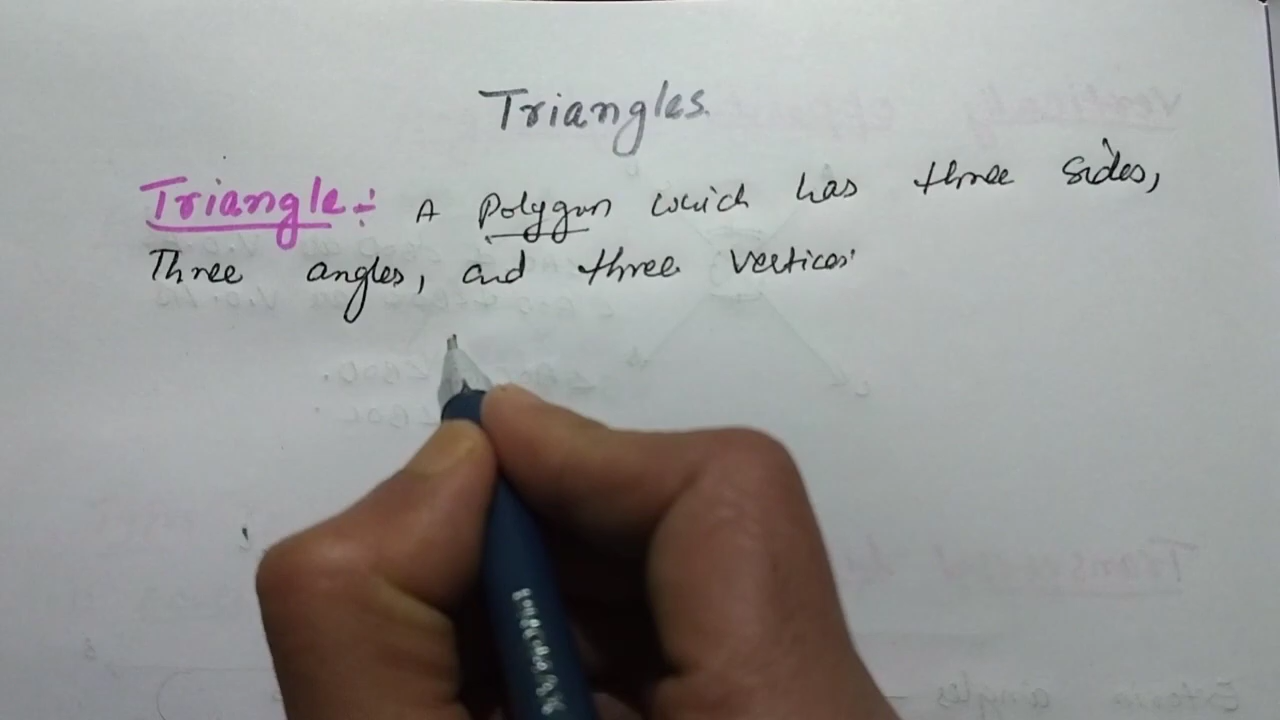 Triangles.
Triangle:- A Polygon which has three sides,
Three angles, and three vertices.